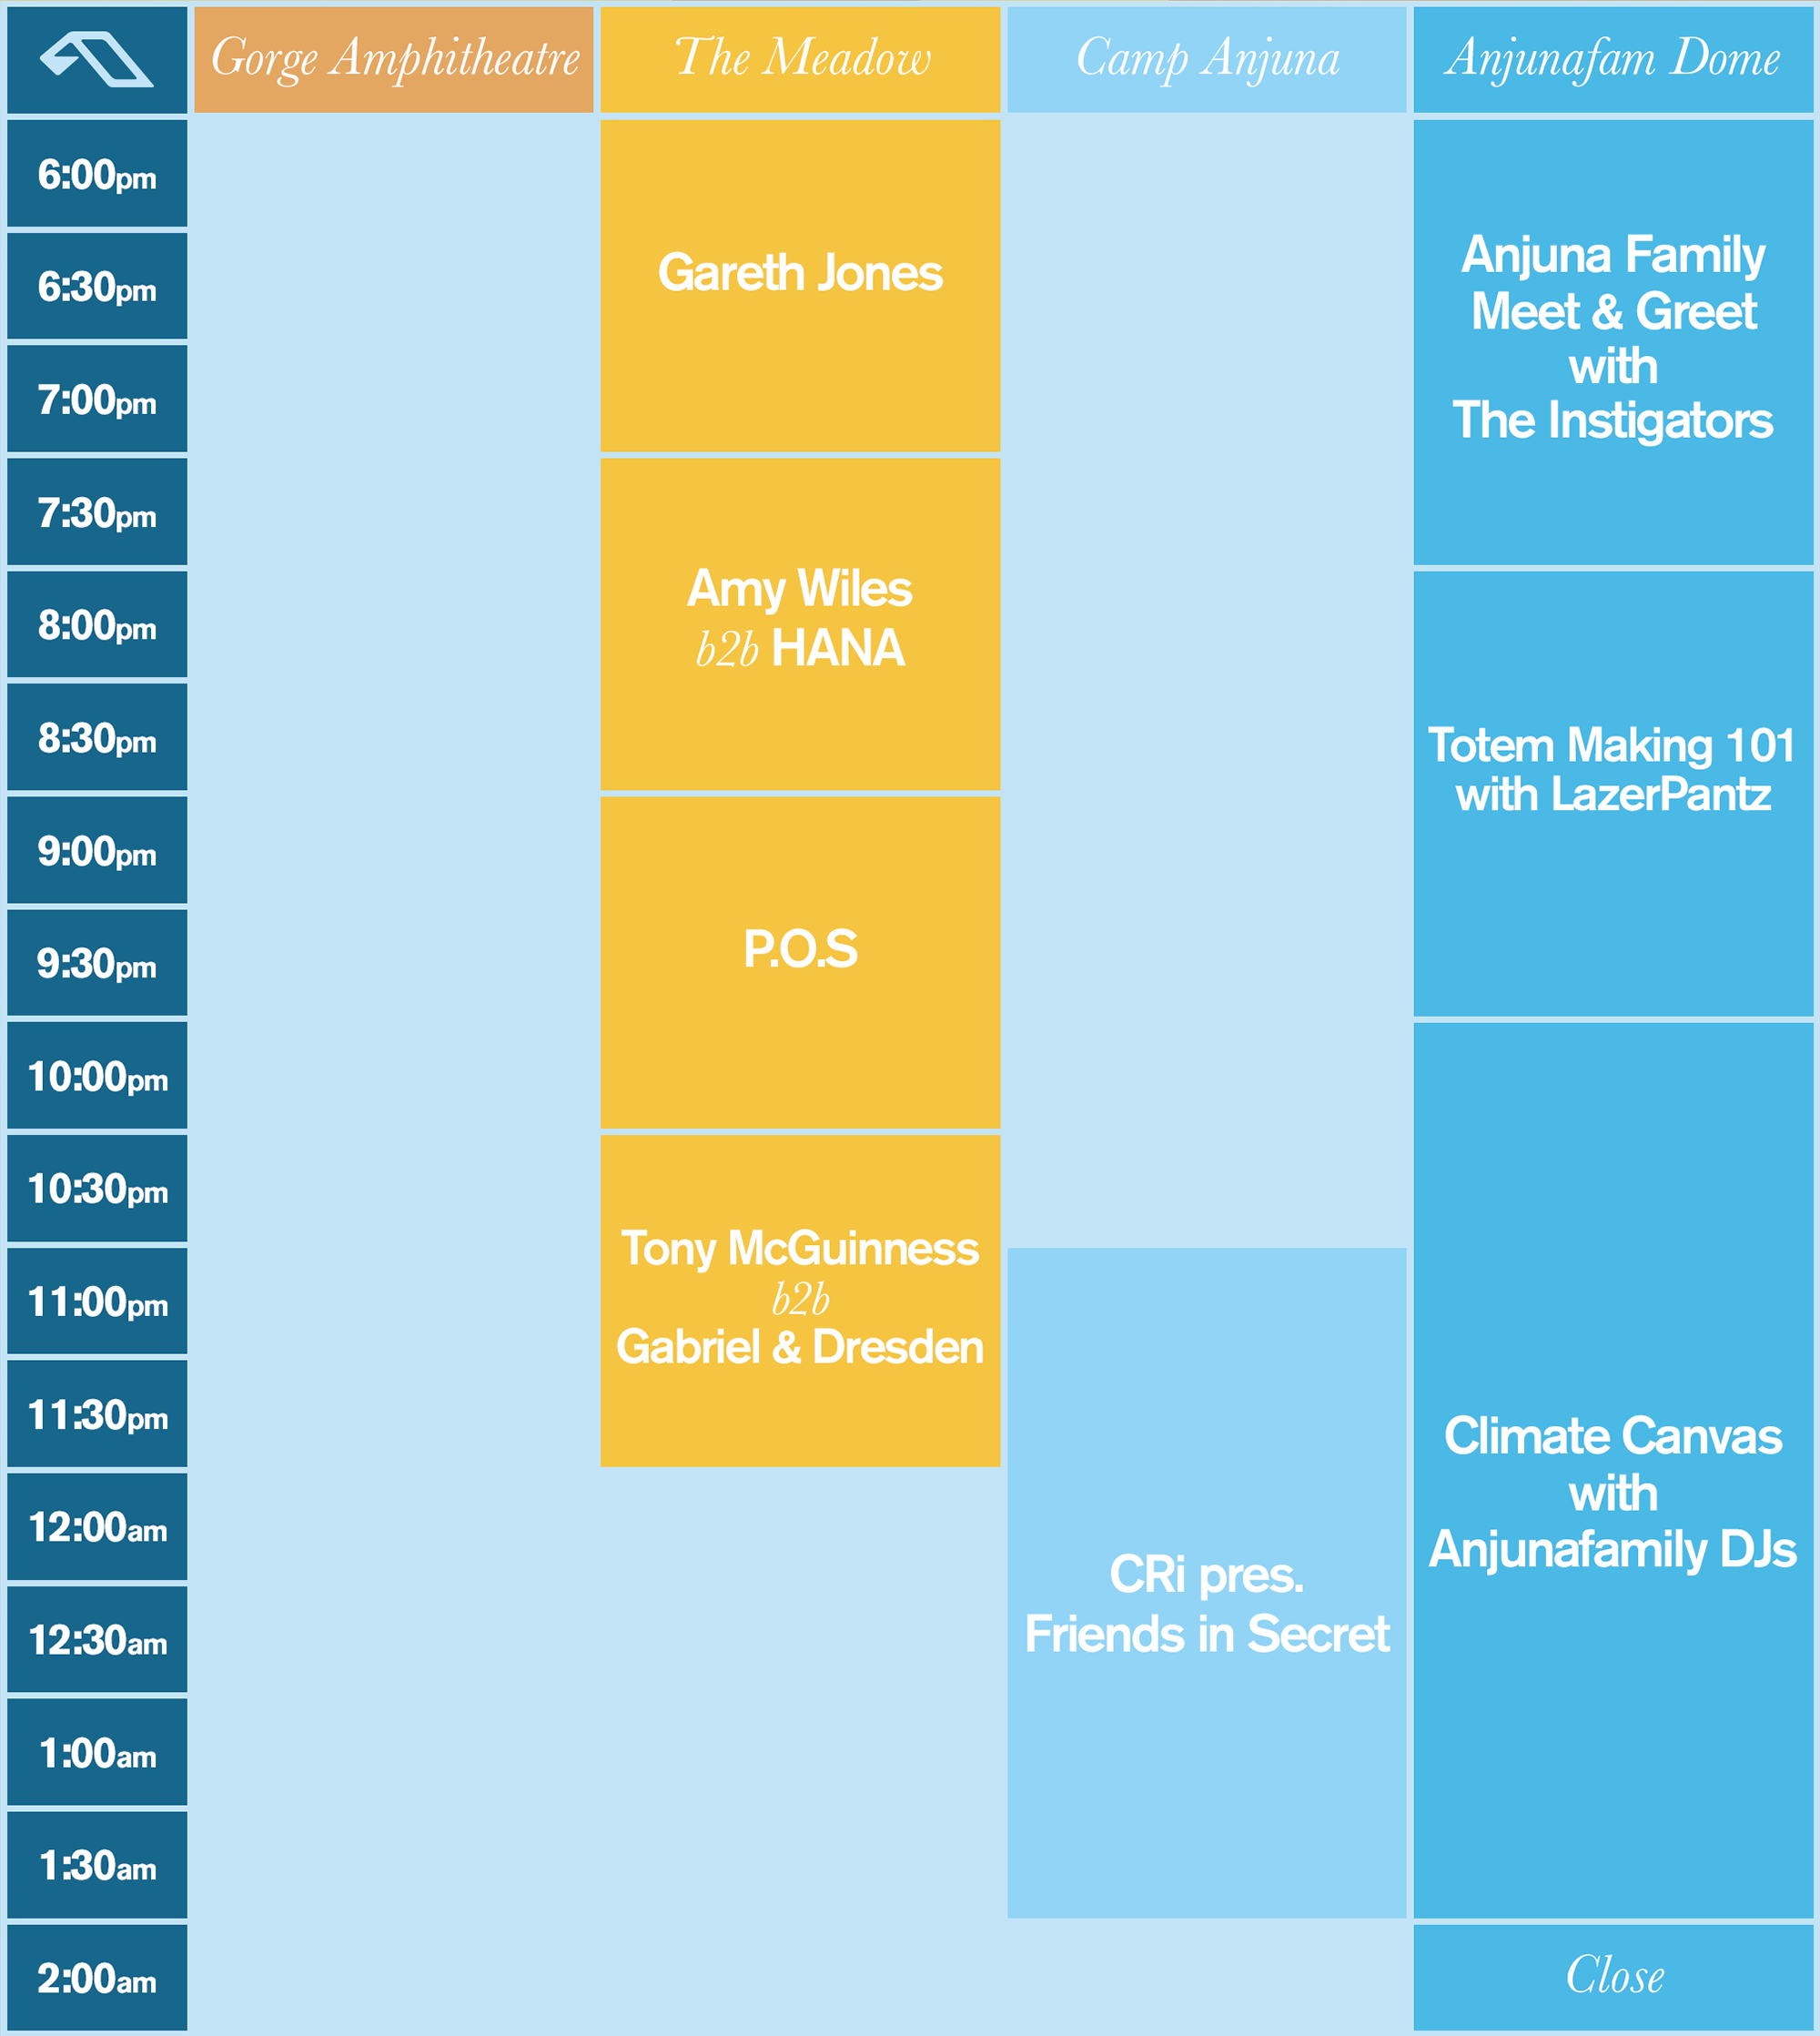 Gorge Amphitheatre
The Meadow
Camp Anjuna
Anjunafam Dome
6:00pm
6:30pm
7:00pm
7:30pm
8:00pm
8:30pm
9:00pm
9:30pm
10:00pm
10:30pm
11:00pm
11:30pm
12:00am
12:30am
1:00am
1:30am
2:00am
Gareth Jones
Amy Wiles
b2b HANA
P.O.S
Tony McGuinness
b2b
Gabriel & Dresden
CRi pres.
Friends in Secret
Anjuna Family
Meet & Greet
with
The Instigators
Totem Making 101
with LazerPantz
Climate Canvas
with
Anjunafamily DJs
Close